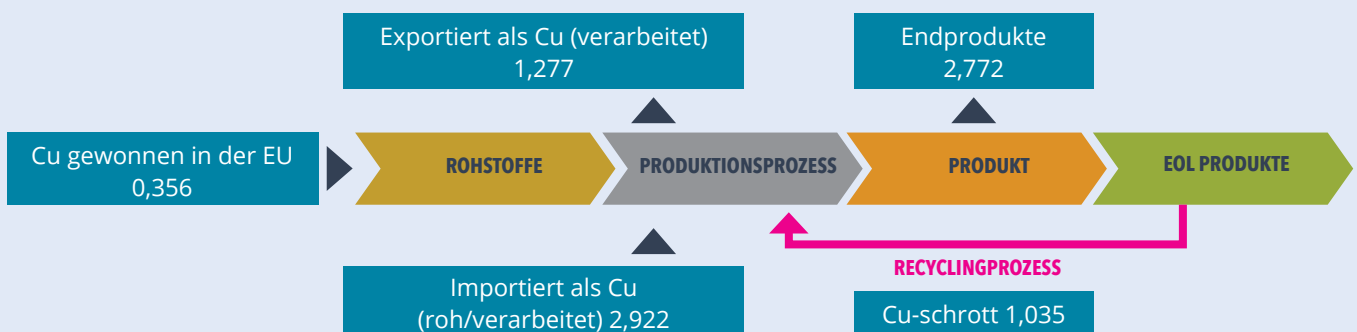 Exportiert als Cu (verarbeitet)
1,277
Endprodukte
2,772
Cu gewonnen in der EU
0,356
ROHSTOFFE
PRODUKTIONSPROZESS
PRODUKT
EOL PRODUKTE
RECYCLINGPROZESS
Importiert als Cu
(roh/verarbeitet) 2,922
Cu-schrott 1,035